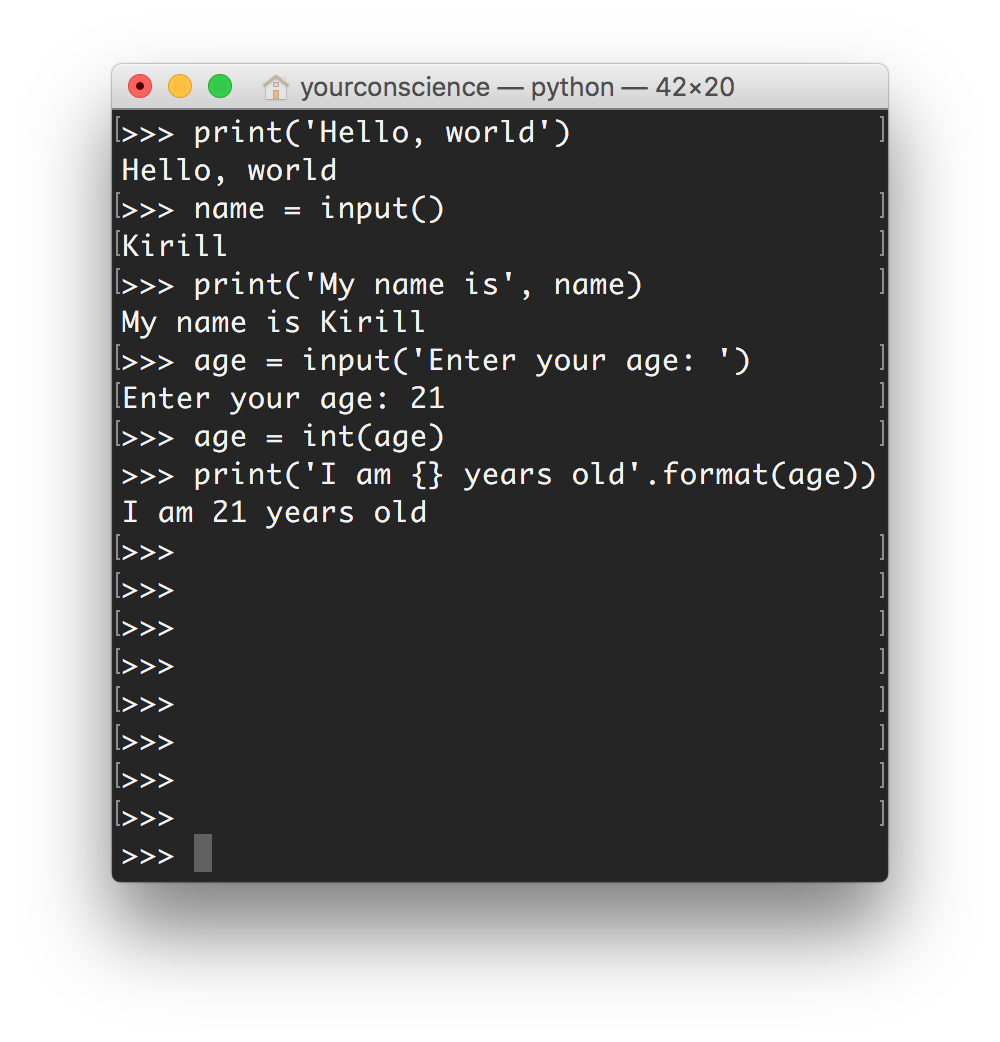 yourconscience — python — 42×20
[>>> print('Hello, world')]
Hello, world
[>>> name = input()]
[Kirill]
[>>> print('My name is', name)]
My name is Kirill
[>>> age = input('Enter your age: ')]
[Enter your age: 21]
[>>> age = int(age)]
>>> print('I am {} years old'.format(age))
I am 21 years old
[>>>]
[>>>]
[>>>]
[>>>]
[>>>]
[>>>]
[>>>]
[>>>]
>>>